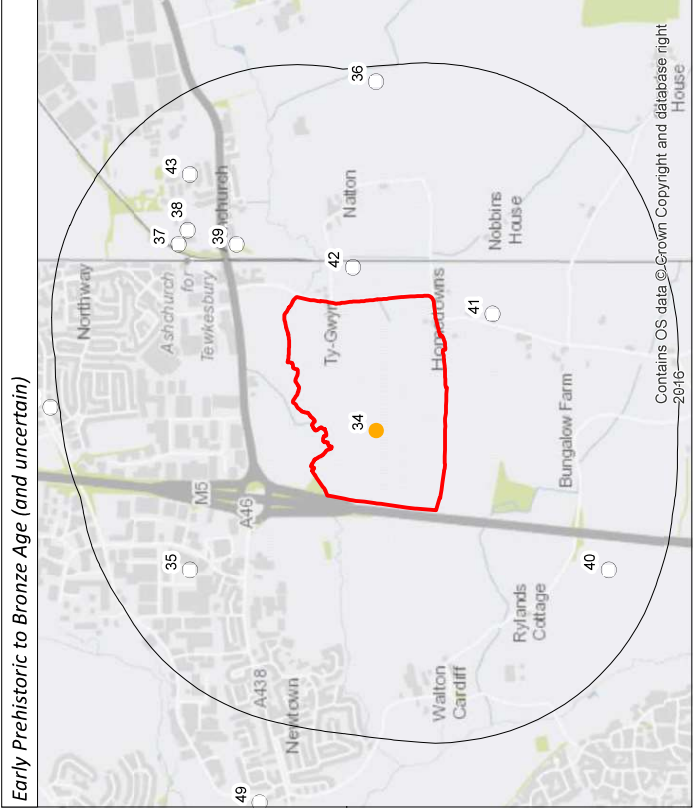 Early Prehistoric to Bronze Age (and uncertain)
Northway
37
38
43
39
Ashchurch
for
Tewkesbury
M5
A46
35
A438
Newtown
49
36
Natton
42
Ty-Gwyn
34
Homedowns
Nobbins
House
41
Bungalow Farm
40
Rylands
Cottage
Walton
Cardiff
House
Contains OS data © Crown Copyright and database right
2016